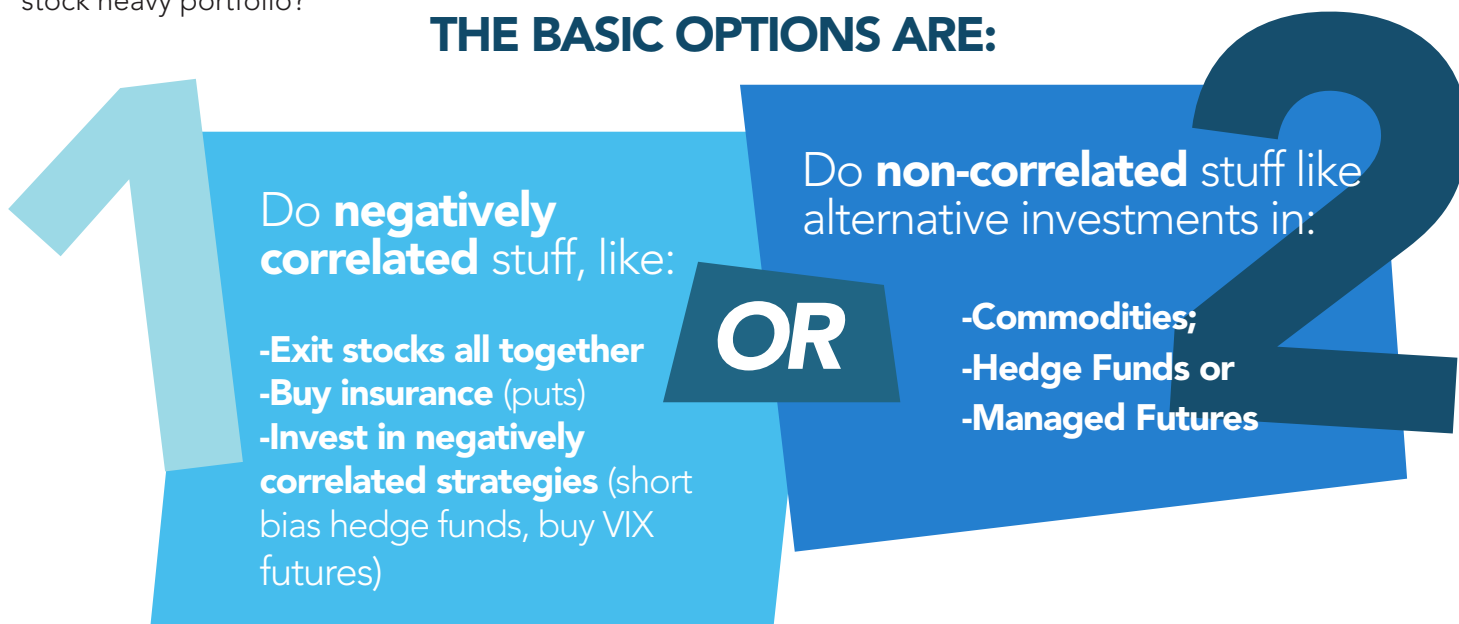 stock heavy portfolio?
THE BASIC OPTIONS ARE:
1
Do negatively
correlated stuff, like:
-Exit stocks all together
-Buy insurance (puts)
-Invest in negatively
correlated strategies (short
bias hedge funds, buy VIX
futures)
OR
2
Do non-correlated stuff like
alternative investments in:
-Commodities;
-Hedge Funds or
-Managed Futures